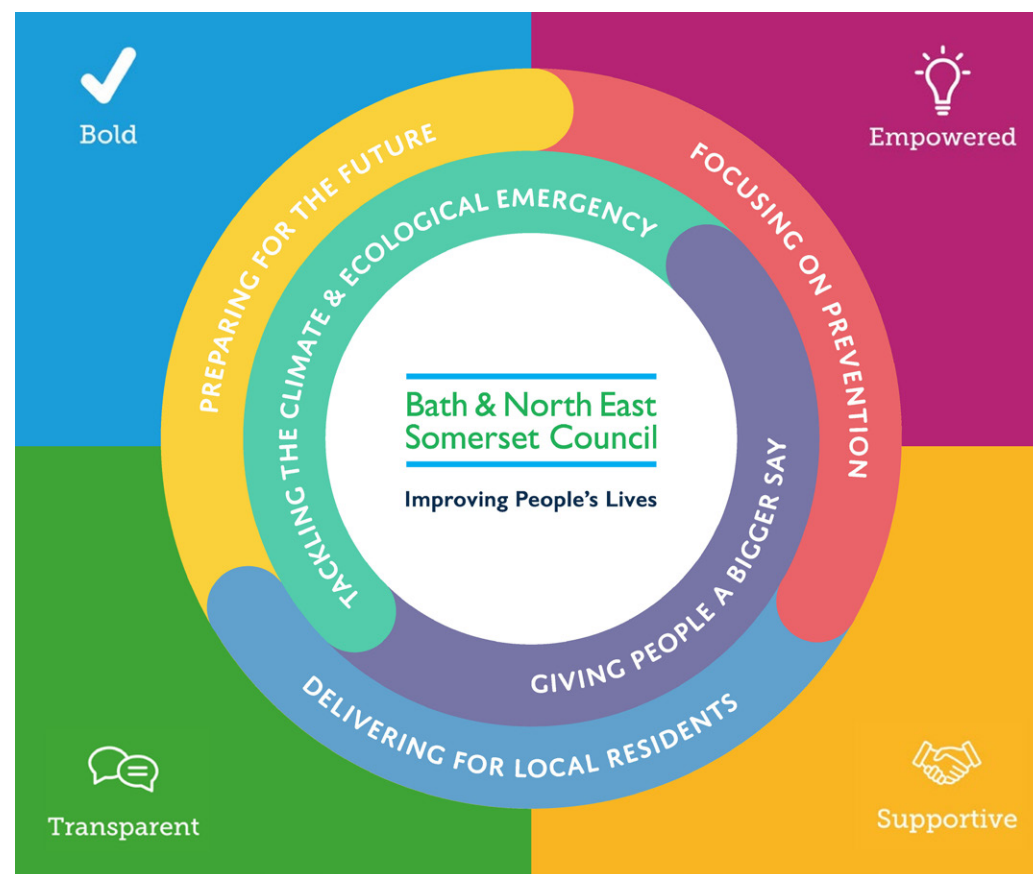 Bold
Empowered
PREPARING FOR THE FUTURE
FOCUSING ON PREVENTION
TACKLING THE CLIMATE & ECOLOGICAL EMERGENCY
Bath & North East
Somerset Council
Improving People's Lives
GIVING PEOPLE A BIGGER SAY
DELIVERING FOR LOCAL RESIDENTS
Transparent
Supportive